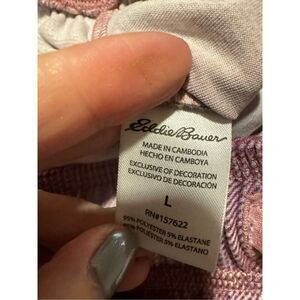 Eddie Bauer
MADE IN CAMBODIA
HECHO EN CAMBOYA
EXCLUSIVE OF DECORATION
EXCLUSIVO DE DECORACIÓN
L
RN#157622
95% POLYESTER 5% ELASTANE
95% POLIÉSTER 5% ELASTANO